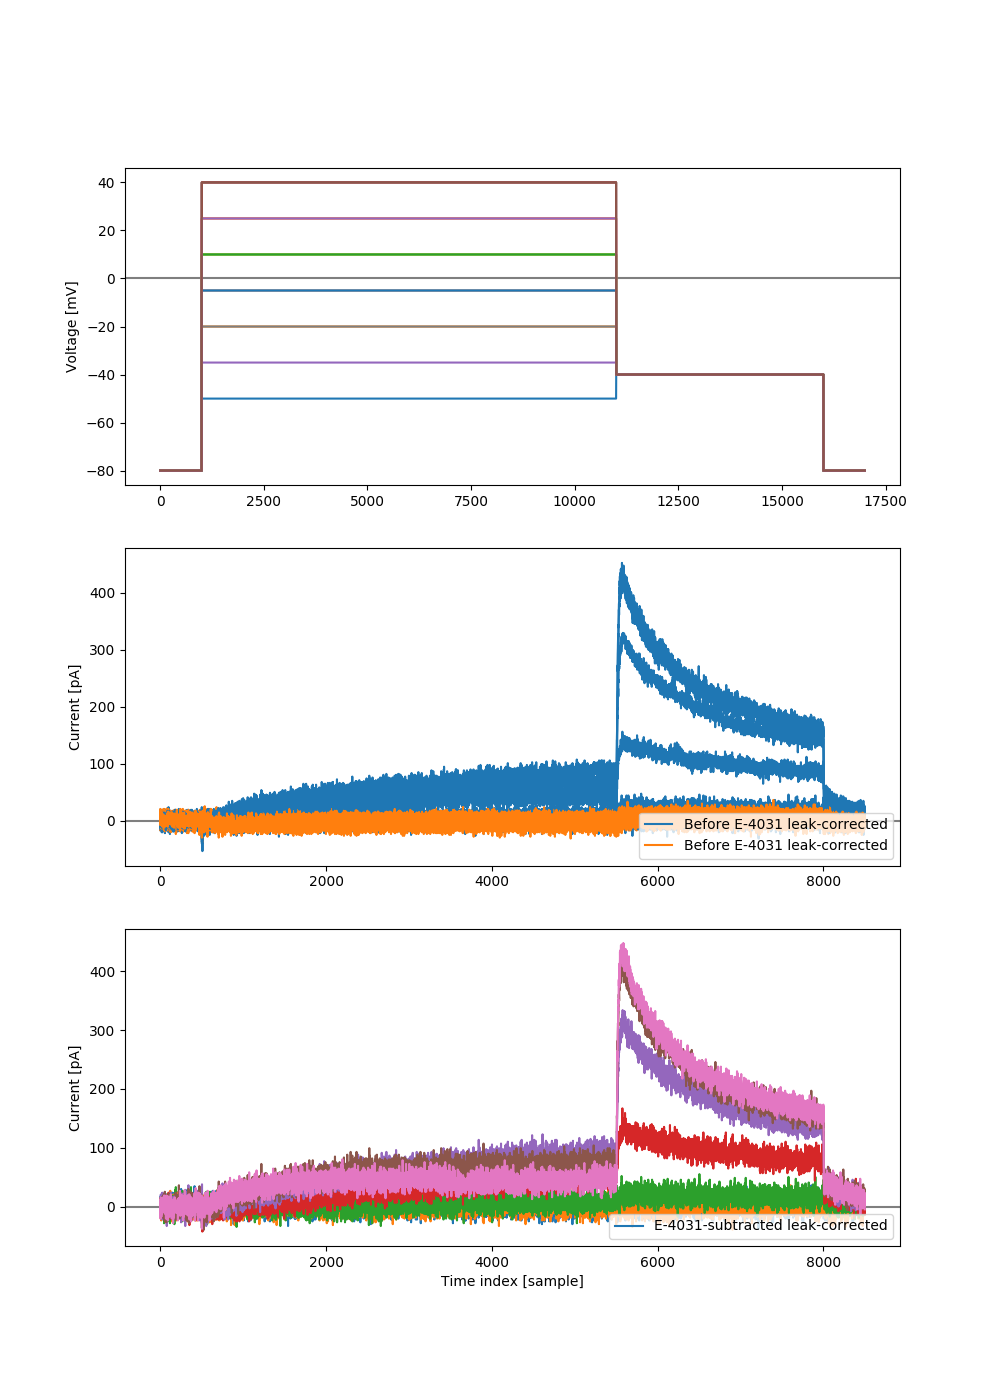 40
20
0
−20
−40
−60
−80
Voltage [mV]
0 2500 5000 7500 10000 12500 15000 17500
400
300
200
100
0
Current [pA]
Before E-4031 leak-corrected
Before E-4031 leak-corrected
0 2000 4000 6000 8000
400
300
200
100
0
Current [pA]
E-4031-subtracted leak-corrected
0 2000 4000 6000 8000
Time index [sample]